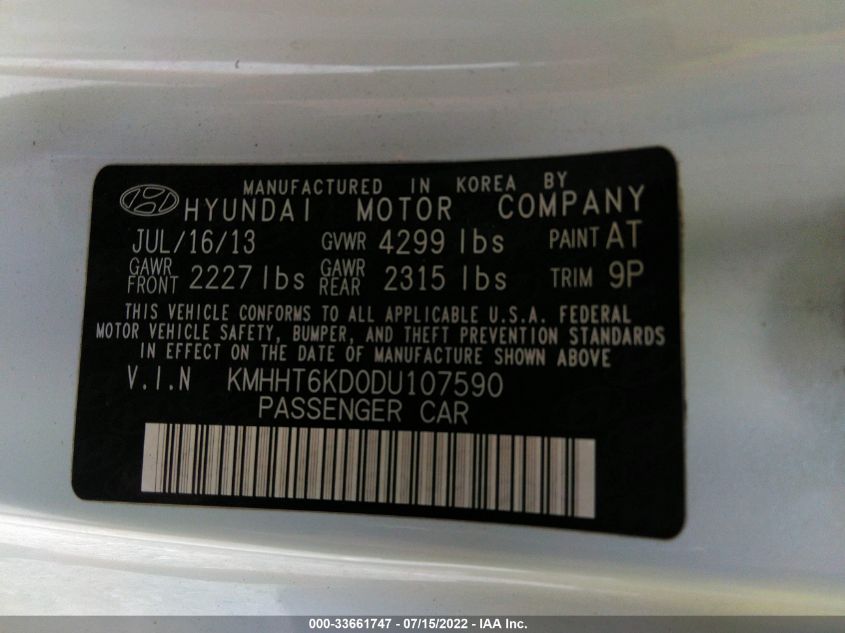 MANUFACTURED IN KOREA BY
HYUNDAI MOTOR COMPANY
JUL/16/13 GVWR 4299 lbs PAINT AT
GAWR FRONT 2227 lbs GAWR REAR 2315 lbs TRIM 9P
THIS VEHICLE CONFORMS TO ALL APPLICABLE U.S.A. FEDERAL
MOTOR VEHICLE SAFETY, BUMPER, AND THEFT PREVENTION STANDARDS
IN EFFECT ON THE DATE OF MANUFACTURE SHOWN ABOVE
V.I.N KMHHT6KD0DU107590
PASSENGER CAR
000-33661747 - 07/15/2022 - IAA Inc.